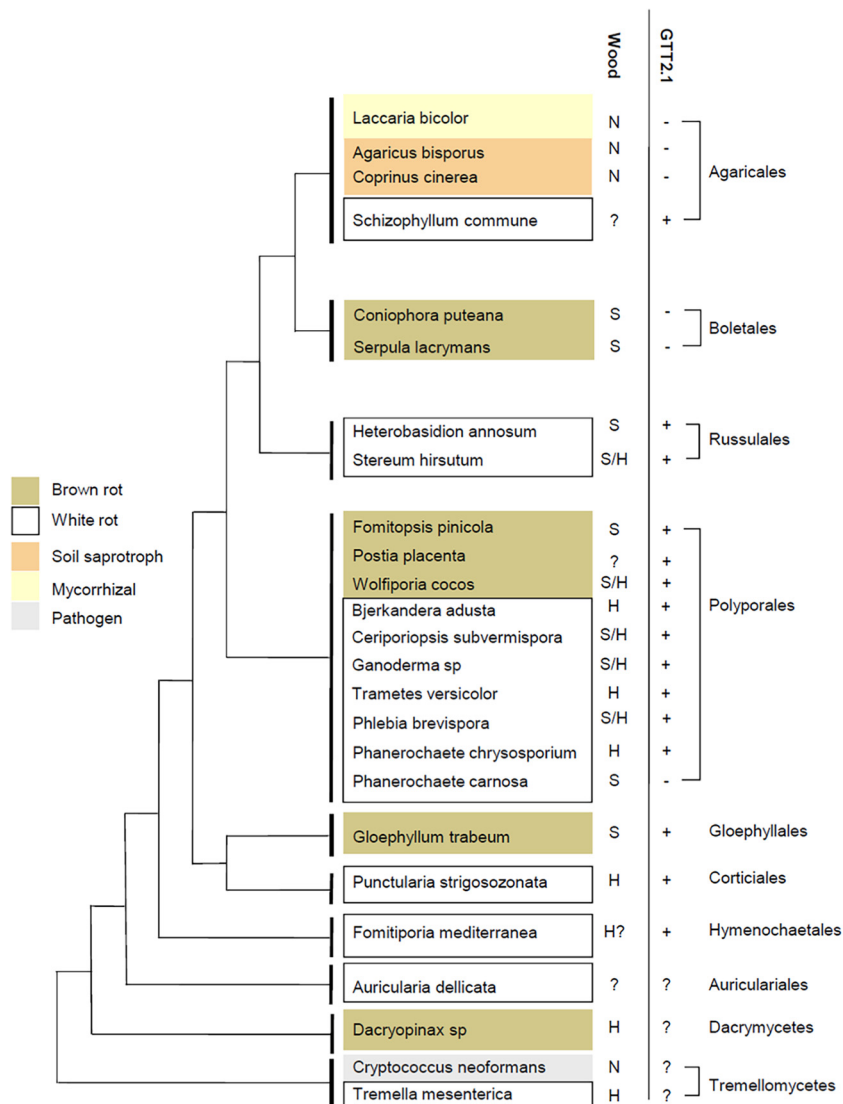 Wood GTT2.1
Laccaria bicolor N -
Agaricus bisporus N -
Coprinus cinerea N - Agaricales
Schizophyllum commune ? +
Coniophora puteana S -
Boletales
Serpula lacrymans S -
Heterobasidion annosum S +
Russulales
Stereum hirsutum S/H +
Brown rot
White rot
Soil saprotroph
Mycorrhizal
Pathogen
Fomitopsis pinicola S +
Postia placenta ? +
Wolfiporia cocos S/H +
Bjerkandera adusta H + Polyporales
Ceriporiopsis subvermispora S/H +
Ganoderma sp S/H +
Trametes versicolor H +
Phlebia brevispora S/H +
Phanerochaete chrysosporium H +
Phanerochaete carnosa S -
Gloephyllum trabeum S + Gloephyllales
Punctularia strigosozonata H + Corticiales
Fomitiporia mediterranea H? + Hymenochaetales
Auricularia dellicata ? ? Auriculariales
Dacryopinax sp H ? Dacrymycetes
Cryptococcus neoformans N ?
Tremellomycetes
Tremella mesenterica H ?